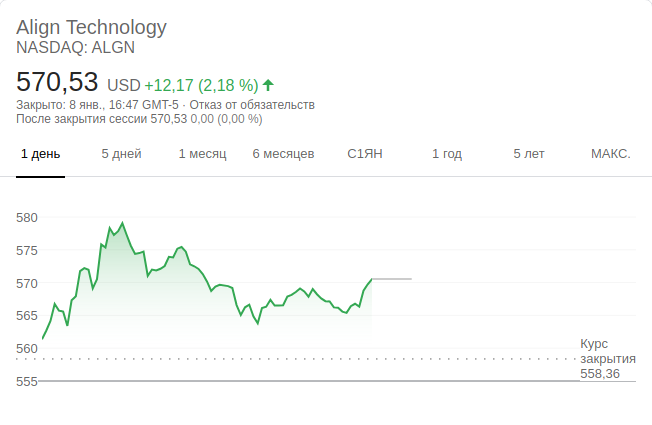 Align Technology
NASDAQ: ALGN
570,53 USD +12,17 (2,18 %)
Закрыто: 8 янв., 16:47 GMT-5 · Отказ от обязательств
После закрытия сессии 570,53 0,00 (0,00 %)
1 день 5 дней 1 месяц 6 месяцев С1ЯН 1 год 5 лет МАКС.
580
575
570
565
560
555
Курс
закрытия
558,36